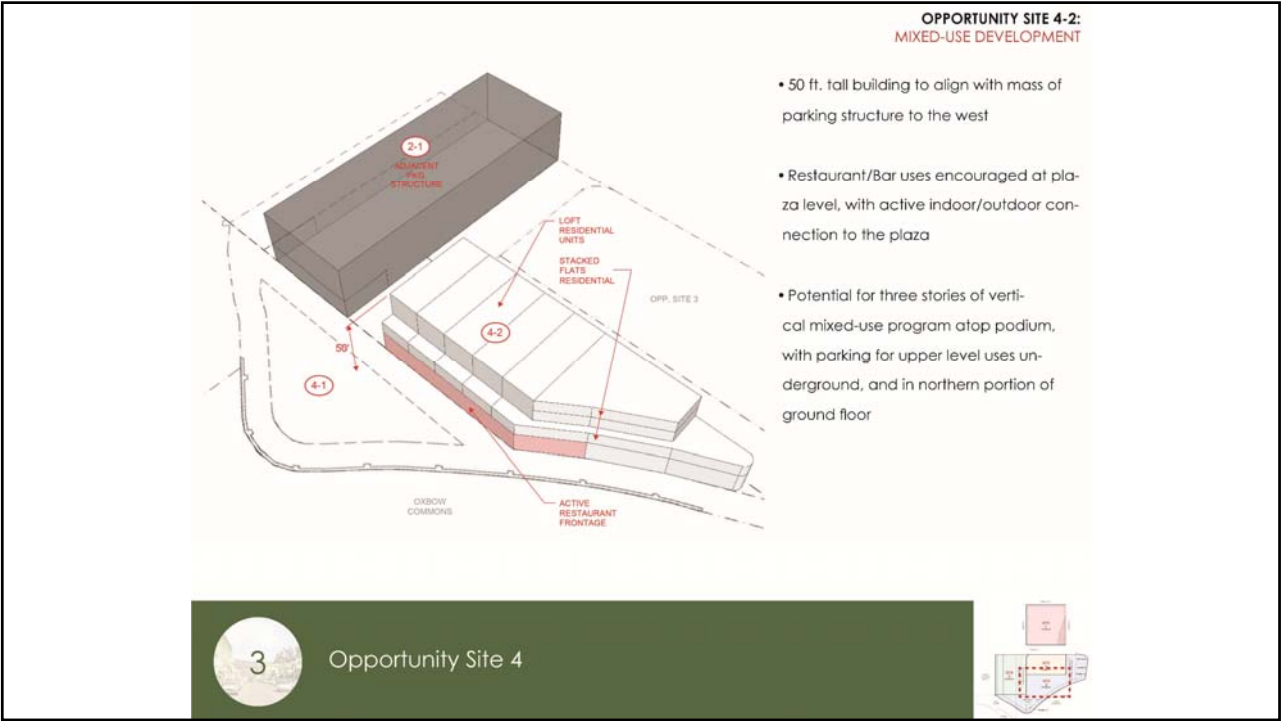 OPPORTUNITY SITE 4-2:
MIXED-USE DEVELOPMENT
• 50 ft. tall building to align with mass of
parking structure to the west
• Restaurant/Bar uses encouraged at pla-
za level, with active indoor/outdoor con-
nection to the plaza
• Potential for three stories of verti-
cal mixed-use program atop podium,
with parking for upper level uses un-
derground, and in northern portion of
ground floor
2-1
ADJACENT
PKG.
STRUCTURE
LOFT
RESIDENTIAL
UNITS
STACKED
FLATS
RESIDENTIAL
OPP. SITE 3
4-2
50'
4-1
OXBOW
COMMONS
ACTIVE
RESTAURANT
FRONTAGE
3
Opportunity Site 4